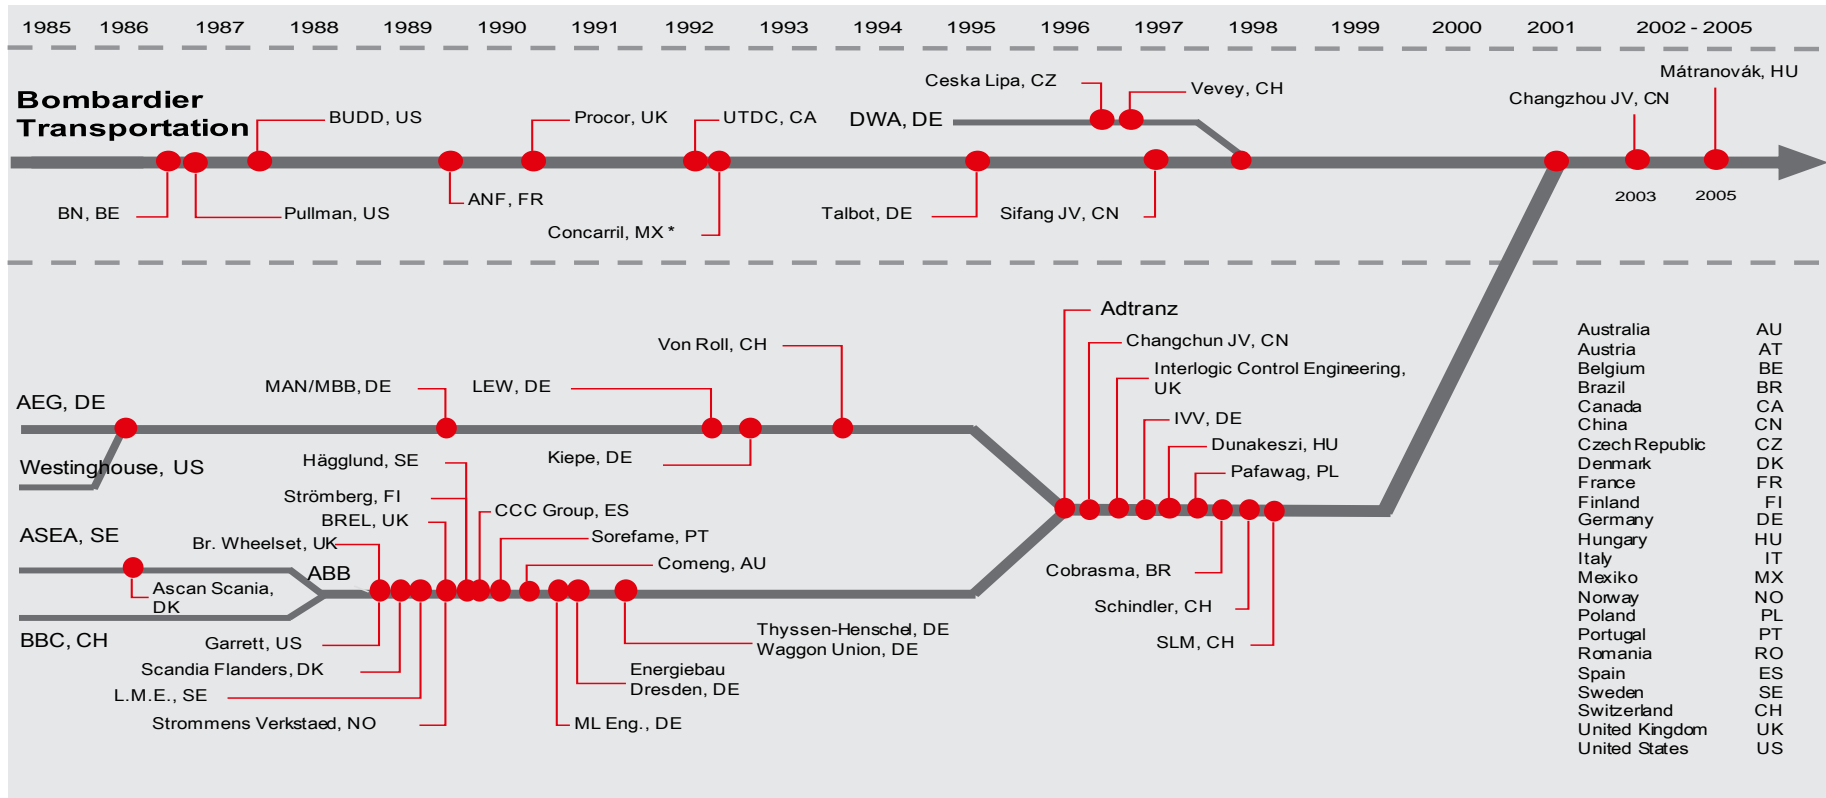 1985 1986 1987 1988 1989 1990 1991 1992 1993 1994 1995 1996 1997 1998 1999 2000 2001 2002 - 2005
Bombardier
Transportation
BUDD, US
Procor, UK
UTDC, CA
DWA, DE
Ceska Lipa, CZ
Vevey, CH
Changzhou JV, CN
Mátranovák, HU
BN, BE
Pullman, US
ANF, FR
Concarril, MX *
Talbot, DE
Sifang JV, CN
2003
2005
Adtranz
Changchun JV, CN
Interlogic Control Engineering,
UK
IVV, DE
Dunakeszi, HU
Pafawag, PL
Von Roll, CH
MAN/MBB, DE
LEW, DE
AEG, DE
Kiepe, DE
Westinghouse, US
Hägglund, SE
Strömberg, FI
BREL, UK
CCC Group, ES
Sorefame, PT
Comeng, AU
Br. Wheelset, UK
ASEA, SE
ABB
Ascan Scania,
DK
BBC, CH
Garrett, US
Scandia Flanders, DK
L.M.E., SE
Strommens Verkstaed, NO
ML Eng., DE
Energiebau
Dresden, DE
Thyssen-Henschel, DE
Waggon Union, DE
Cobrasma, BR
Schindler, CH
SLM, CH
Australia AU
Austria AT
Belgium BE
Brazil BR
Canada CA
China CN
Czech Republic CZ
Denmark DK
France FR
Finland FI
Germany DE
Hungary HU
Italy IT
Mexiko MX
Norway NO
Poland PL
Portugal PT
Romania RO
Spain ES
Sweden SE
Switzerland CH
United Kingdom UK
United States US